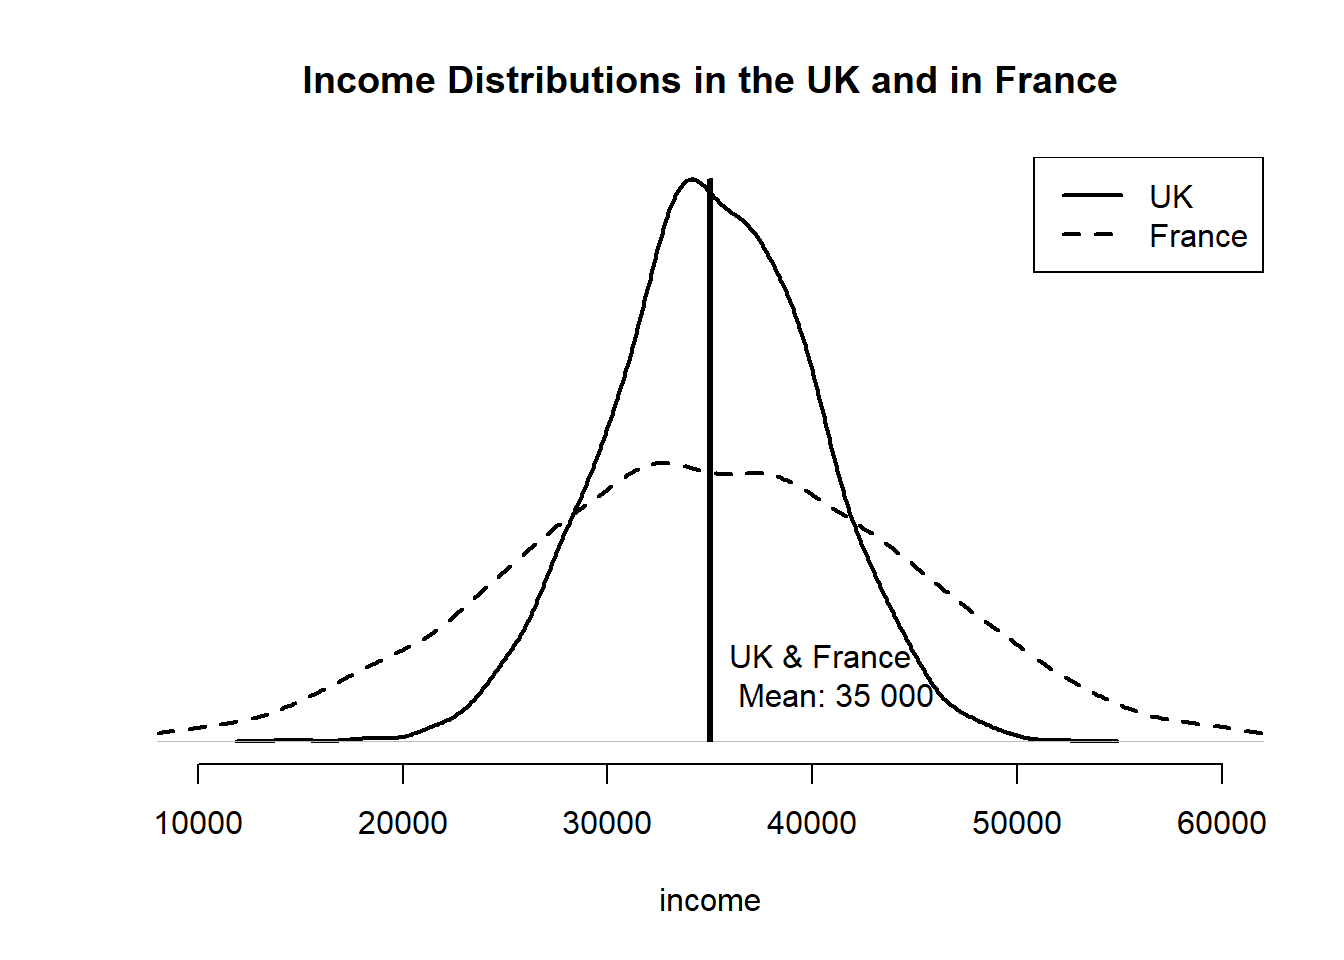 Income Distributions in the UK and in France
UK
France
UK & France
Mean: 35 000
10000 20000 30000 40000 50000 60000
income